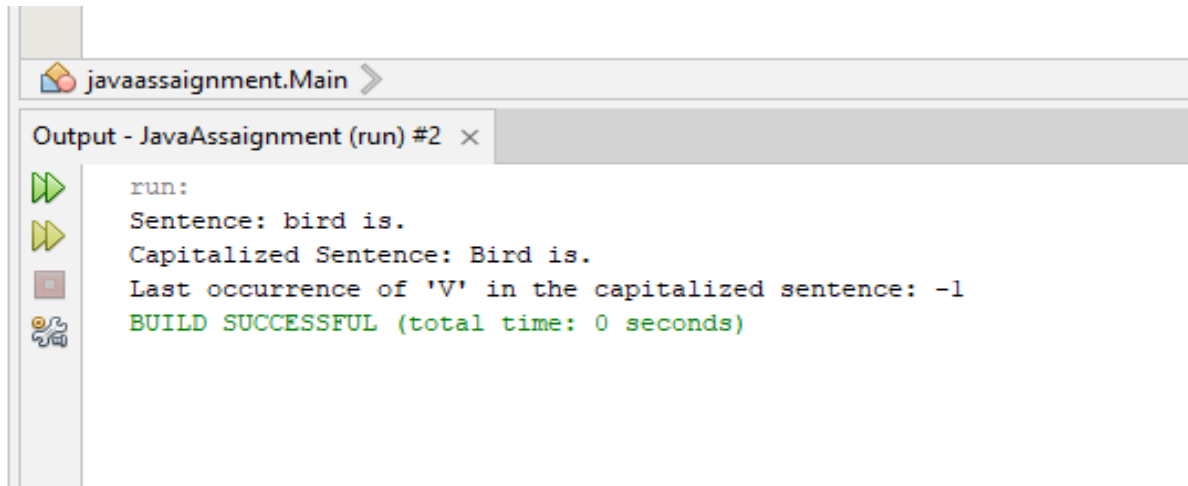 javaassaignment.Main
Output - JavaAssaignment (run) #2
run:
Sentence: bird is.
Capitalized Sentence: Bird is.
Last occurrence of 'V' in the capitalized sentence: -1
BUILD SUCCESSFUL (total time: 0 seconds)